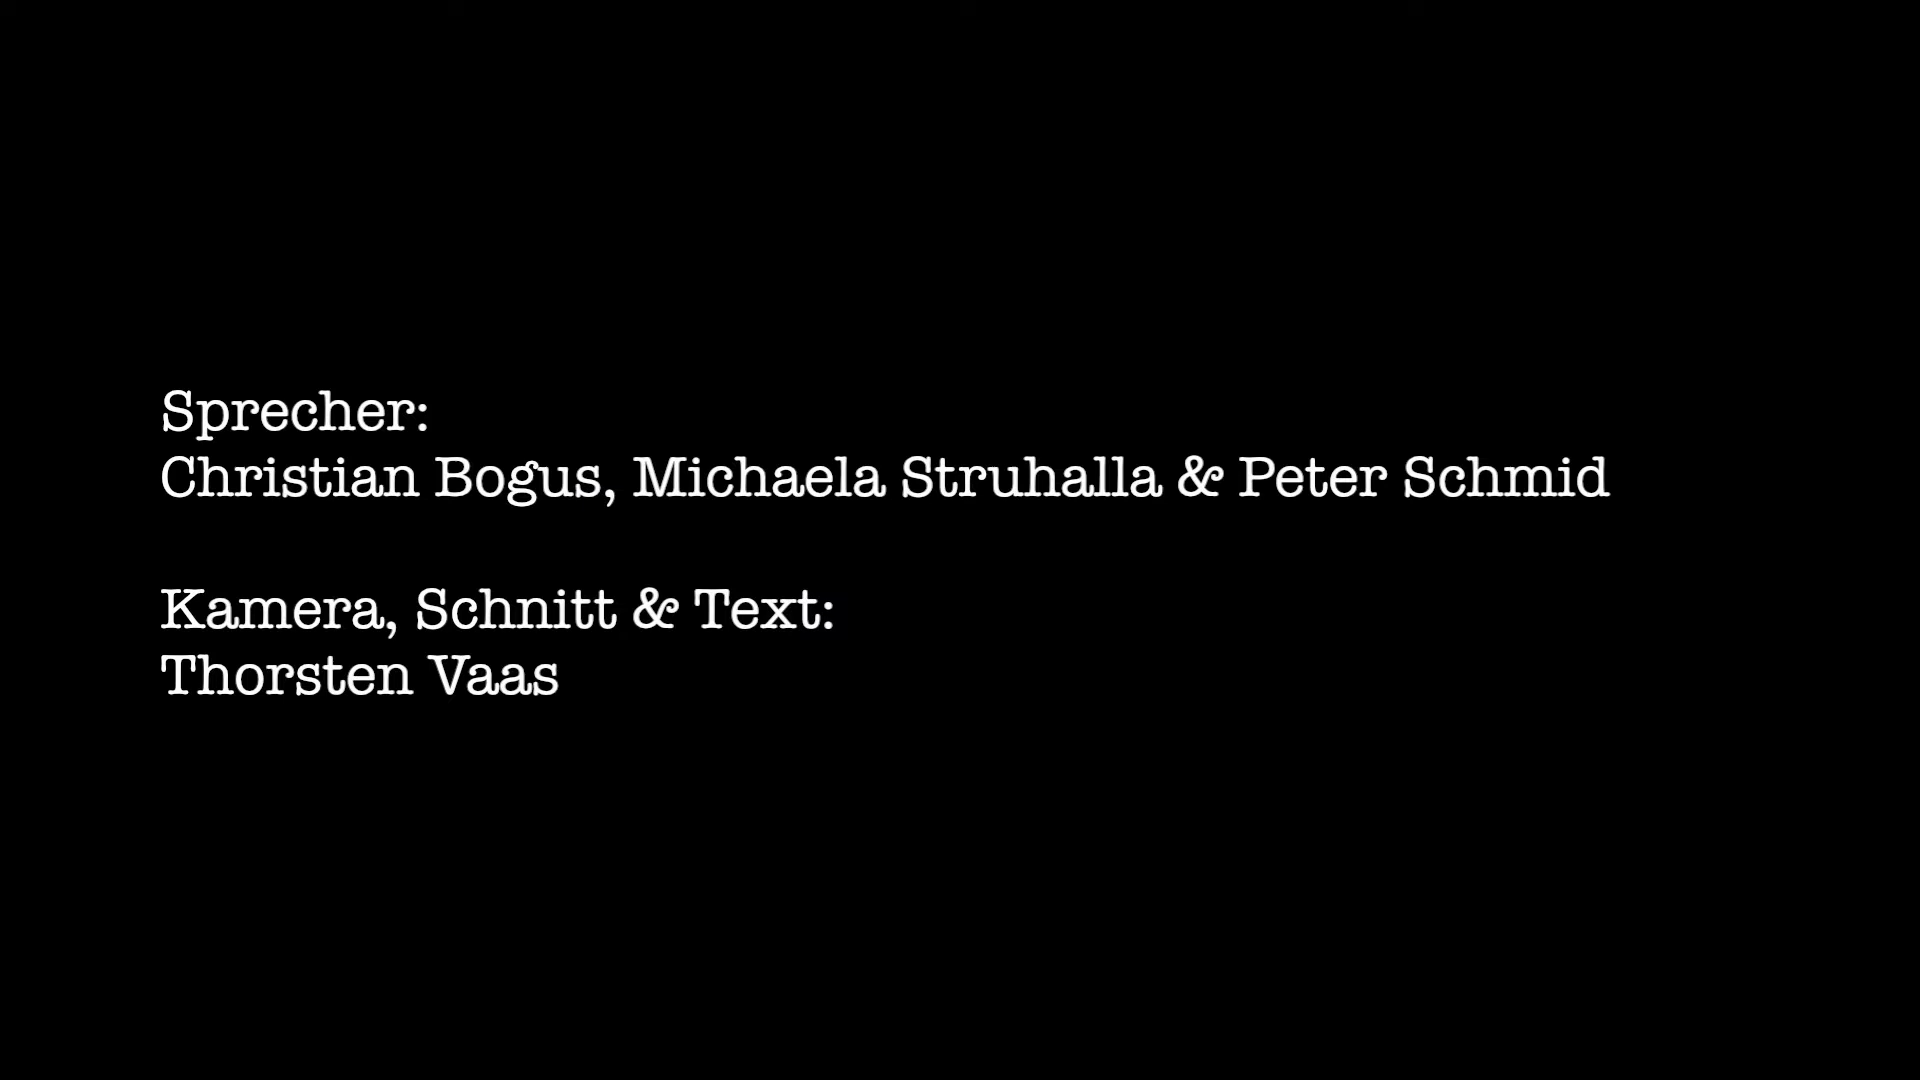 Sprecher:
Christian Bogus, Michaela Struhalla & Peter Schmid
Kamera, Schnitt & Text:
Thorsten Vaas